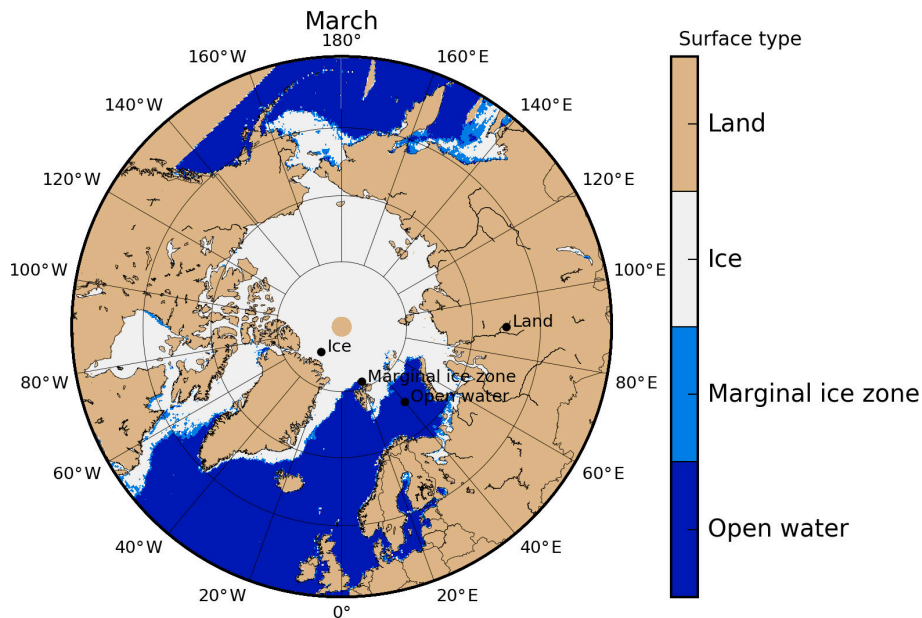 March
180°
160°W
160°E
140°W
140°E
120°W
120°E
100°W
100°E
80°W
80°E
60°W
60°E
40°W
40°E
20°W
20°E
0°
Land
Ice
Marginal ice zone
Open water
Surface type
Land
Ice
Marginal ice zone
Open water